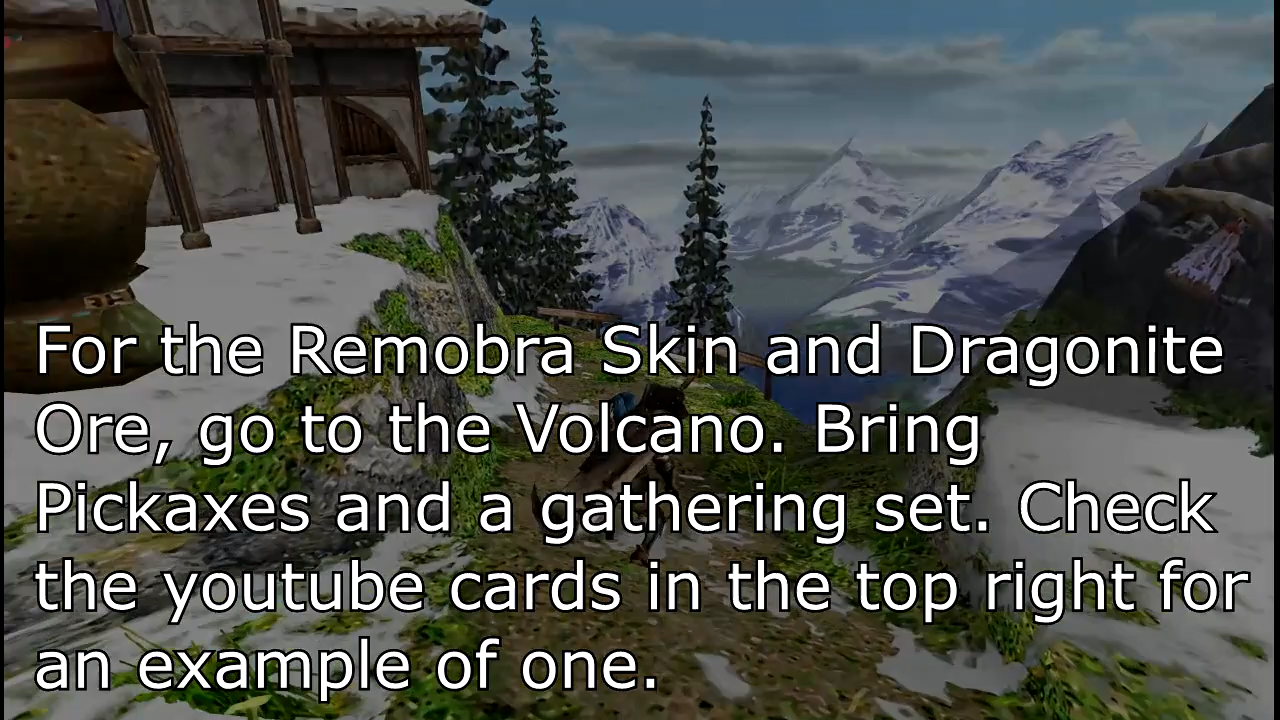 For the Remobra Skin and Dragonite
Ore, go to the Volcano. Bring
Pickaxes and a gathering set. Check
the youtube cards in the top right for
an example of one.